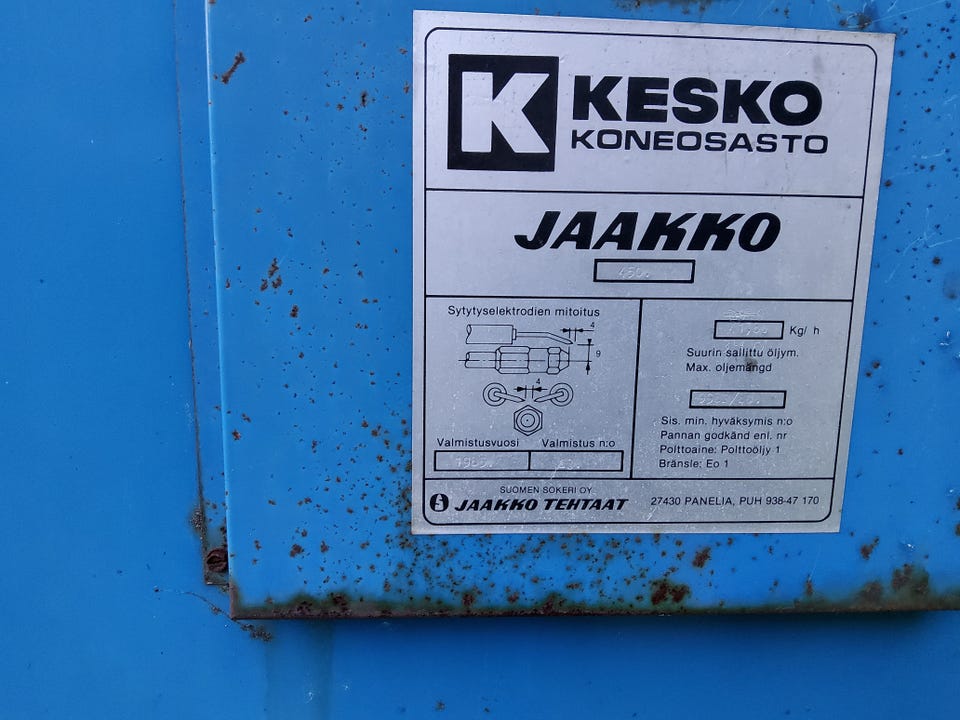 K KESKO
KONEOSASTO
JAAKKO
450.
Sytytyselektrodien mitoitus
4
9
4
Valmistusvuosi Valmistus n:o
Kg/ h
Suurin sallittu öljym.
Max. oljemängd
Sis. min. hyväksymis n:o
Pannan godkänd enl. nr
Polttoaine: Polttoöljy 1
Bränsle: Eo 1
SUOMEN SOKERI OY
JAAKKO TEHTAAT
27430 PANELIA, PUH 938-47 170